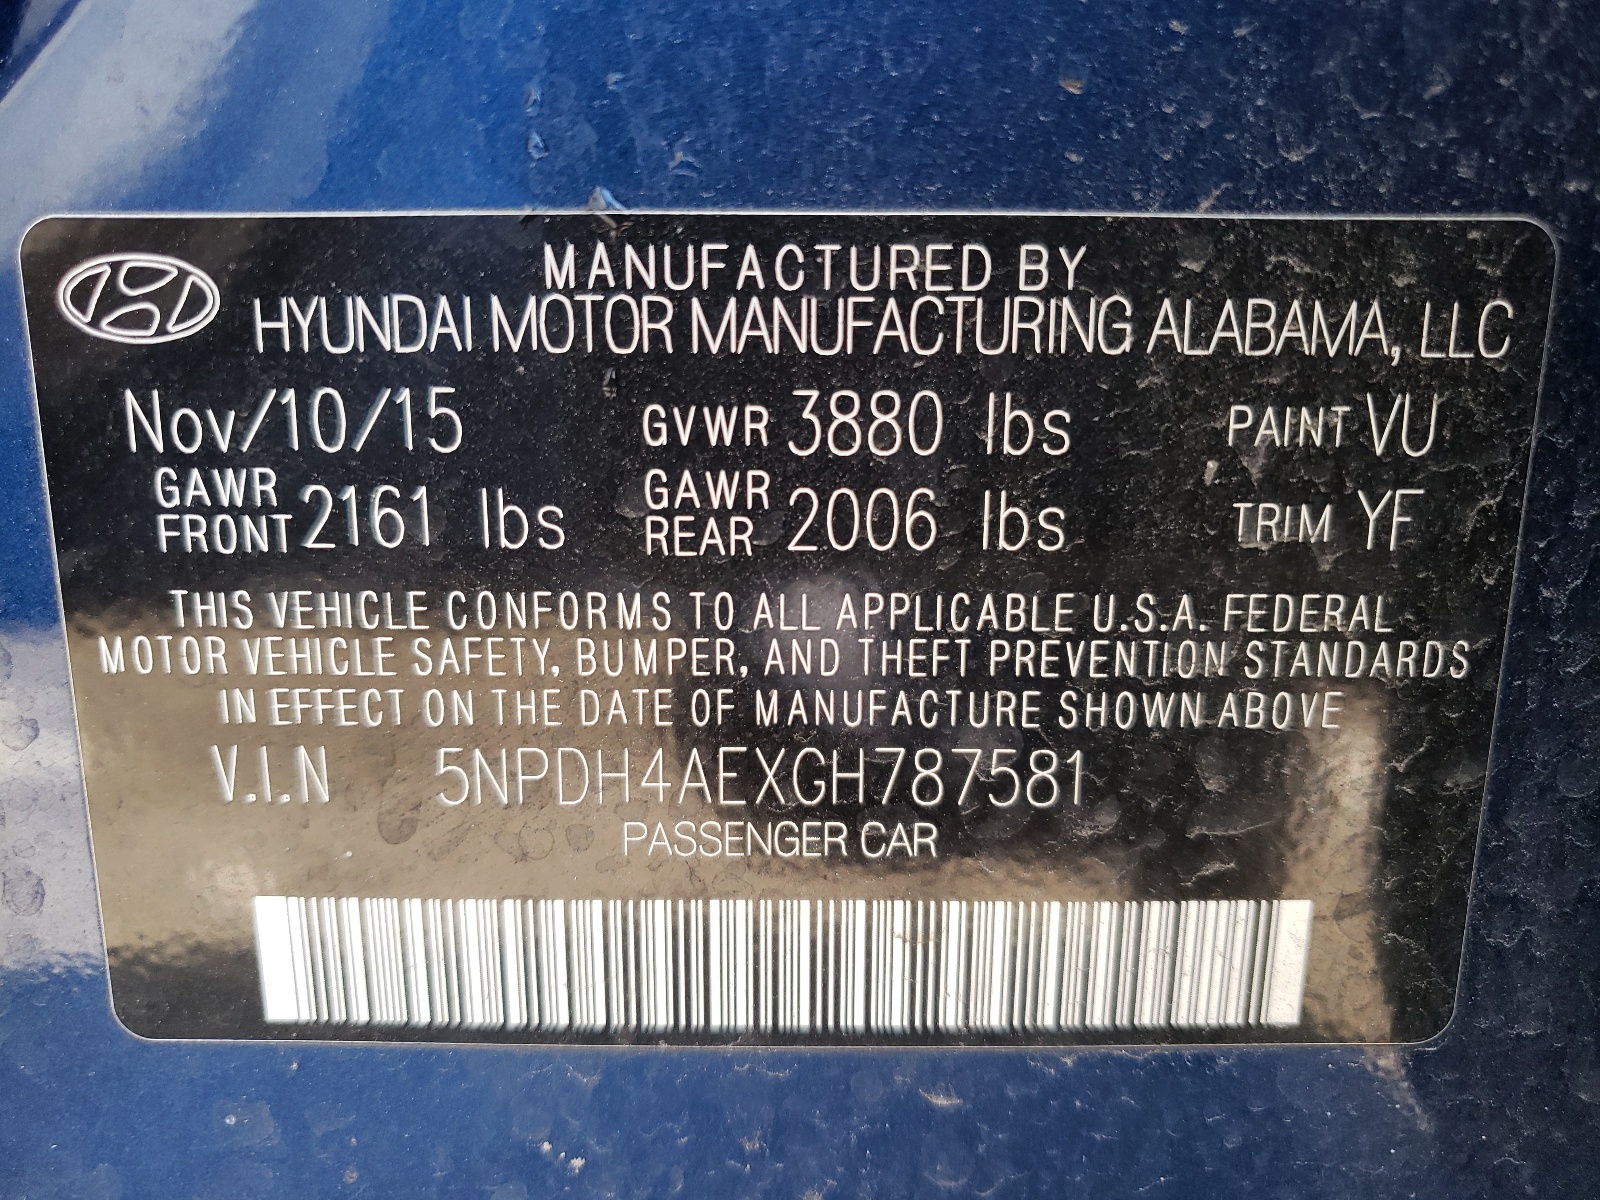 MANUFACTURED BY
HYUNDAI MOTOR MANUFACTURING ALABAMA, LLC
Nov/10/15 GVWR 3880 lbs PAINT VU
GAWR FRONT 2161 lbs GAWR REAR 2006 lbs TRIM YF
THIS VEHICLE CONFORMS TO ALL APPLICABLE U.S.A. FEDERAL
MOTOR VEHICLE SAFETY, BUMPER, AND THEFT PREVENTION STANDARDS
IN EFFECT ON THE DATE OF MANUFACTURE SHOWN ABOVE
V.I.N 5NPDH4AEXGH787581
PASSENGER CAR